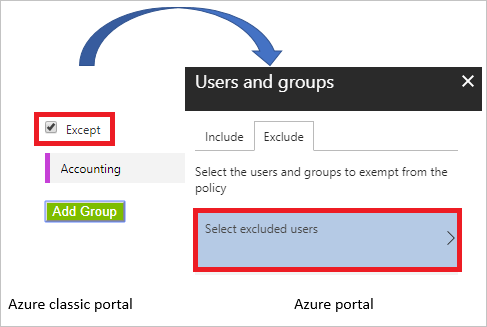 Users and groups
Except
Accounting
Add Group
Include
Exclude
Select the users and groups to exempt from the
policy
Select excluded users
Azure classic portal
Azure portal